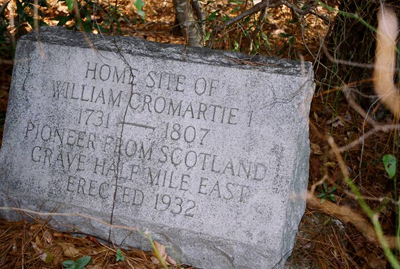 HOME SITE OF
WILLIAM CROMARTIE I
1731 — 1807
PIONEER FROM SCOTLAND
GRAVE HALF MILE EAST
ERECTED 1932